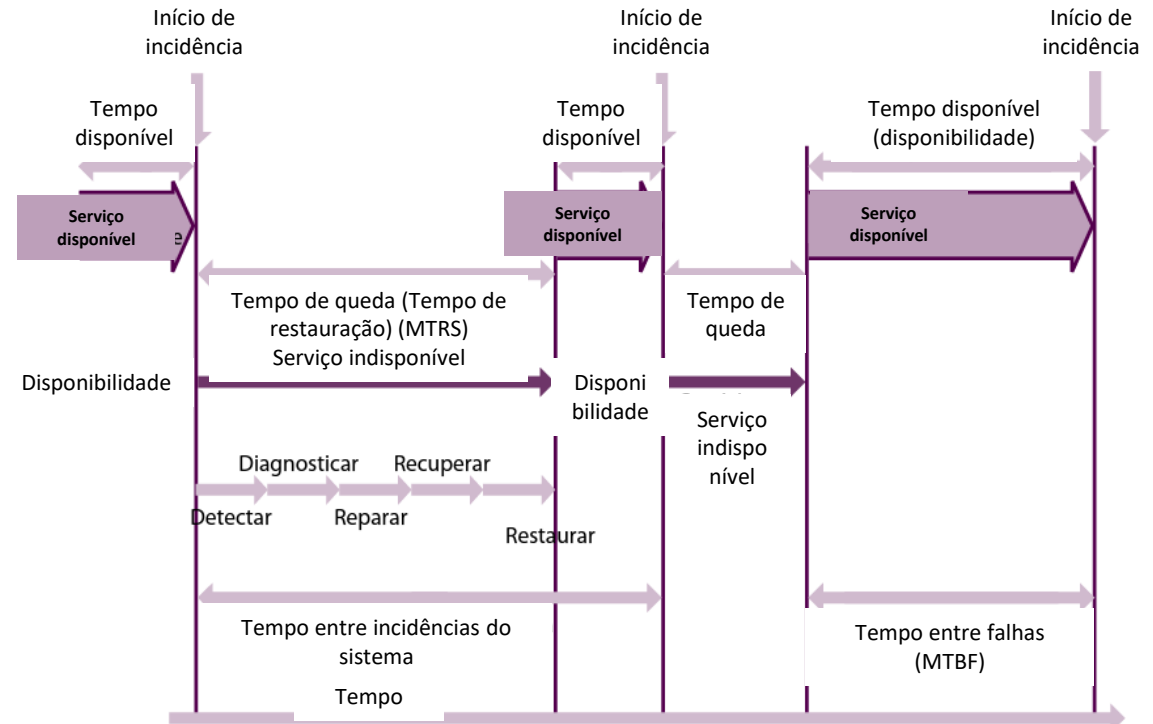 Início de
incidência
Início de
incidência
Início de
incidência
Tempo
disponível
Tempo
disponível
Tempo disponível
(disponibilidade)
Serviço
disponível
e
Serviço
disponível
Serviço
disponível
Tempo de queda (Tempo de
restauração) (MTRS)
Serviço indisponível
Tempo de
queda
Disponibilidade
Disponi
bilidade
Serviço
indispo
nível
Diagnosticar
Recuperar
Detectar
Reparar
Restaurar
Tempo entre incidências do
sistema
Tempo entre falhas
(MTBF)
Tempo